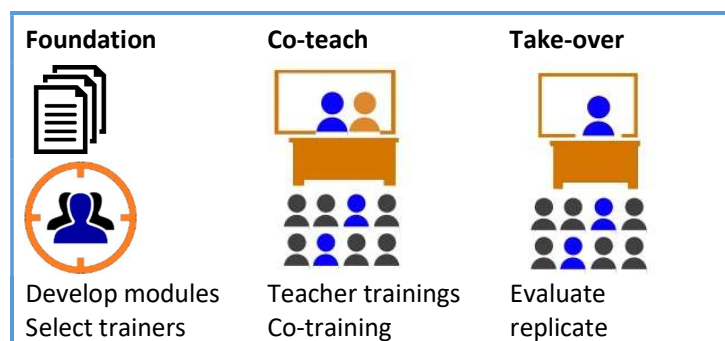 Foundation
Co-teach
Take-over
Develop modules
Select trainers
Teacher trainings
Co-training
Evaluate
replicate